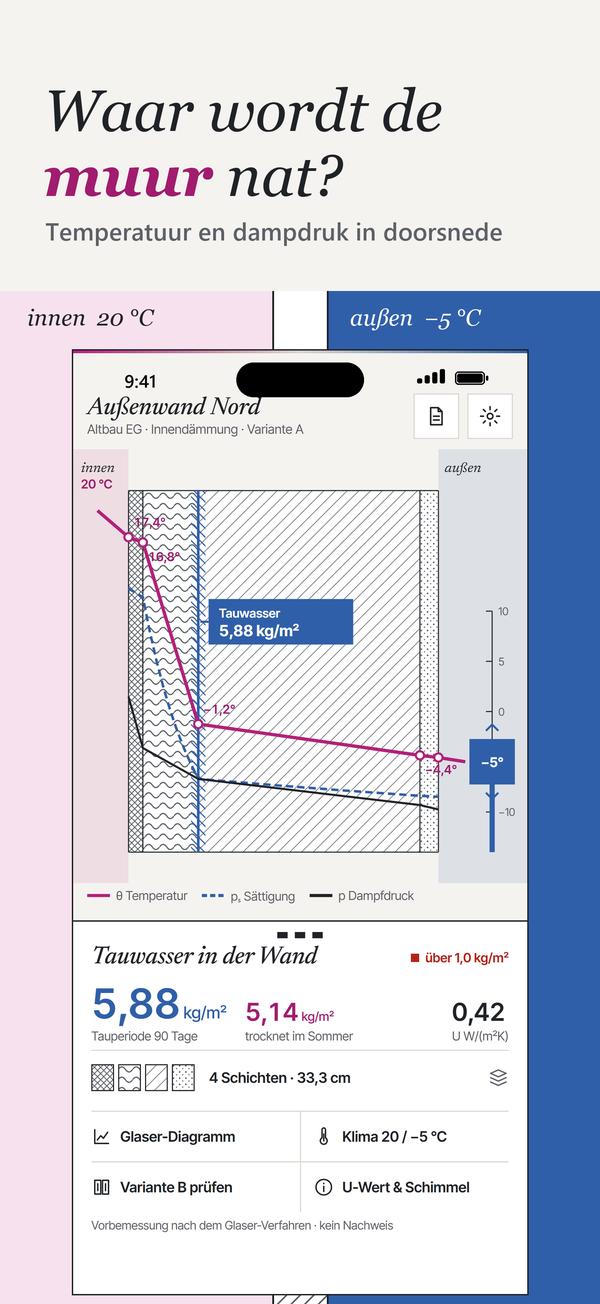 Waar wordt de
muur nat?
Temperatuur en dampdruk in doorsnede
innen 20 °C
außen −5 °C
9:41
Außenwand Nord
Altbau EG · Innendämmung · Variante A
innen
20 °C
außen
17,4°
16,8°
Tauwasser
5,88 kg/m²
−1,2°
−4,4°
10
5
0
−5°
−10
θ Temperatur
pₛ Sättigung
p Dampfdruck
Tauwasser in der Wand
über 1,0 kg/m²
5,88 kg/m²
5,14 kg/m²
0,42
Tauperiode 90 Tage
trocknet im Sommer
U W/(m²K)
4 Schichten · 33,3 cm
Glaser-Diagramm
Klima 20 / −5 °C
Variante B prüfen
U-Wert & Schimmel
Vorbemessung nach dem Glaser-Verfahren · kein Nachweis